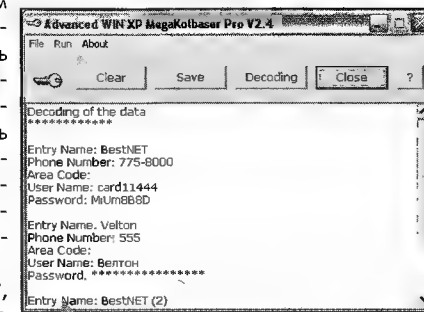 Advanced WIN XP MegaKolbaser Pro V2.4
File Run About
Clear Save Decoding Close ?
Decoding of the data
************
Entry Name: BestNET
Phone Number: 775-8000
Area Code:
User Name: card11444
Password: MiUm8B8D
Entry Name. Velton
Phone Number: 555
Area Code:
User Name: Велтон
Password. ****************
Entry Name: BestNET (2)